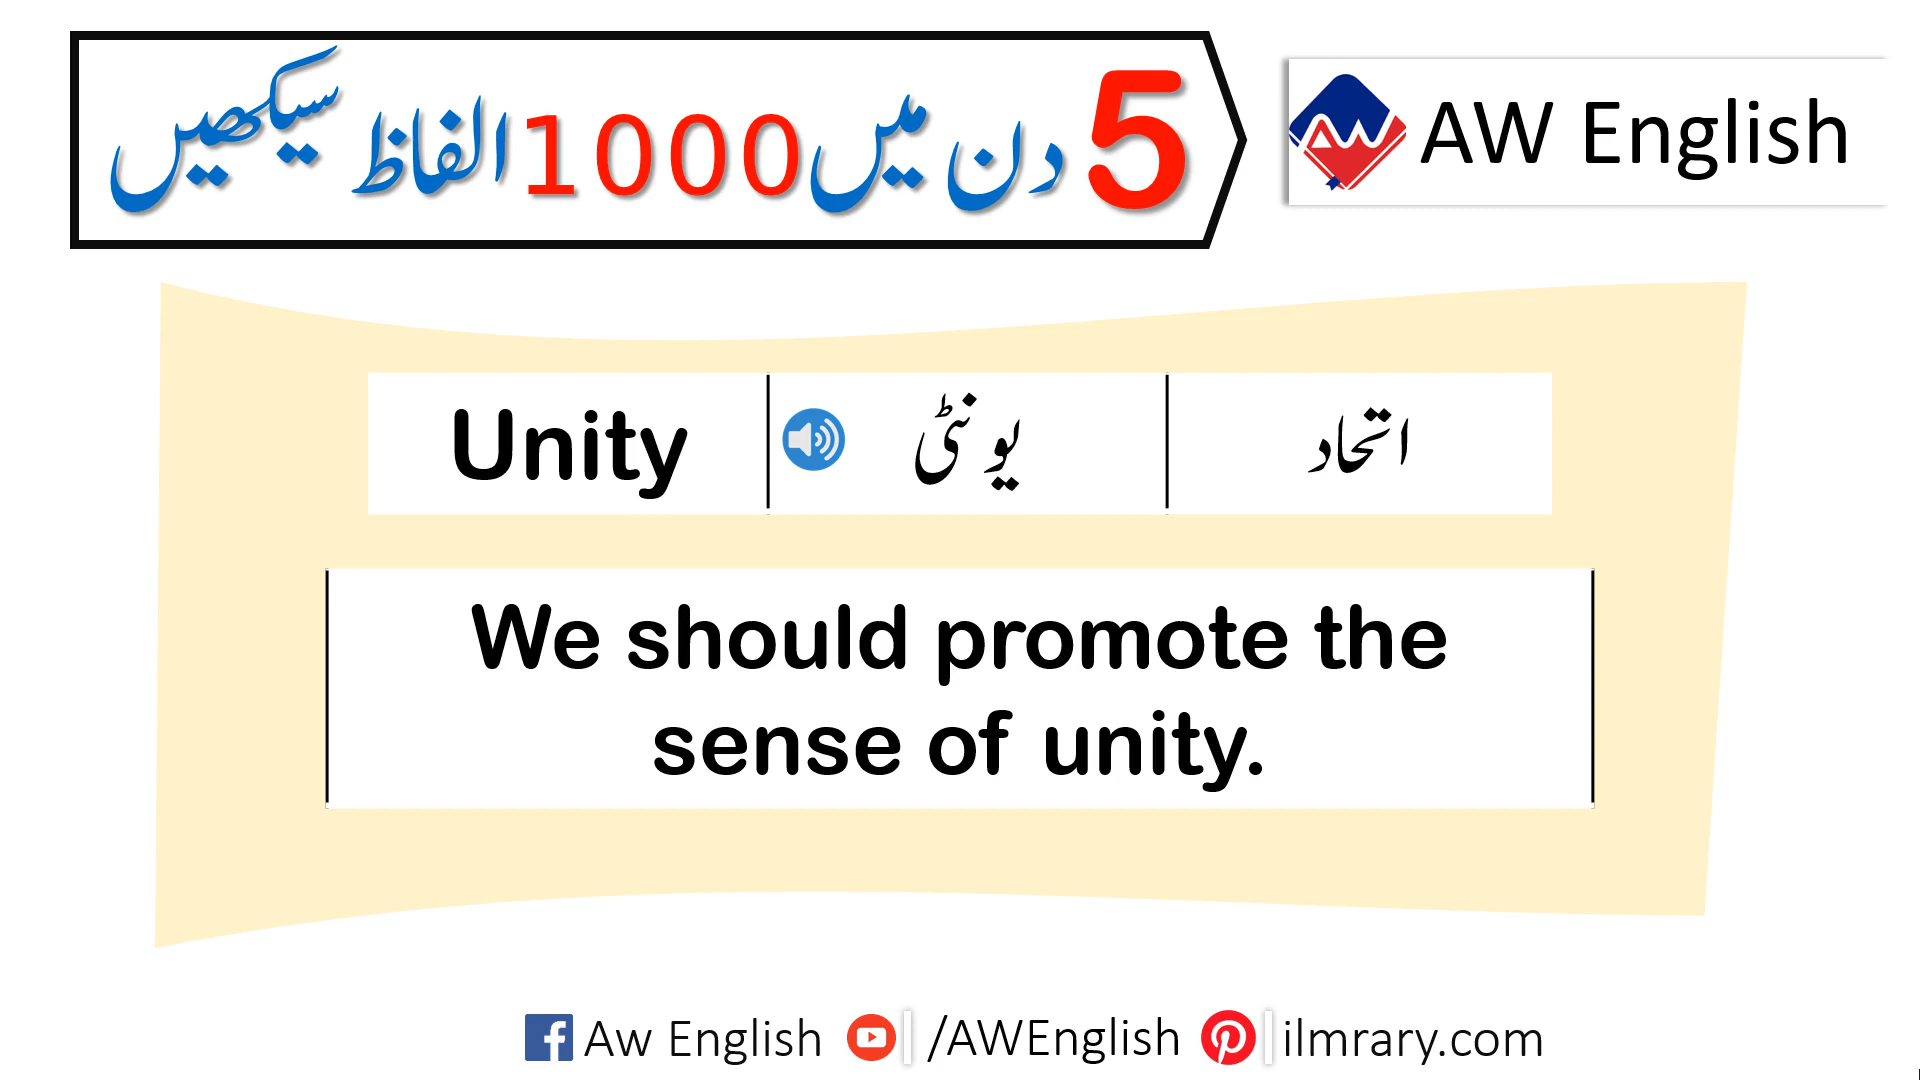 5 دن میں 1000 الفاظ سیکھیں
AW English
Unity یونٹی اتحاد
We should promote the
sense of unity.
Aw English /AWEnglish ilmrary.com